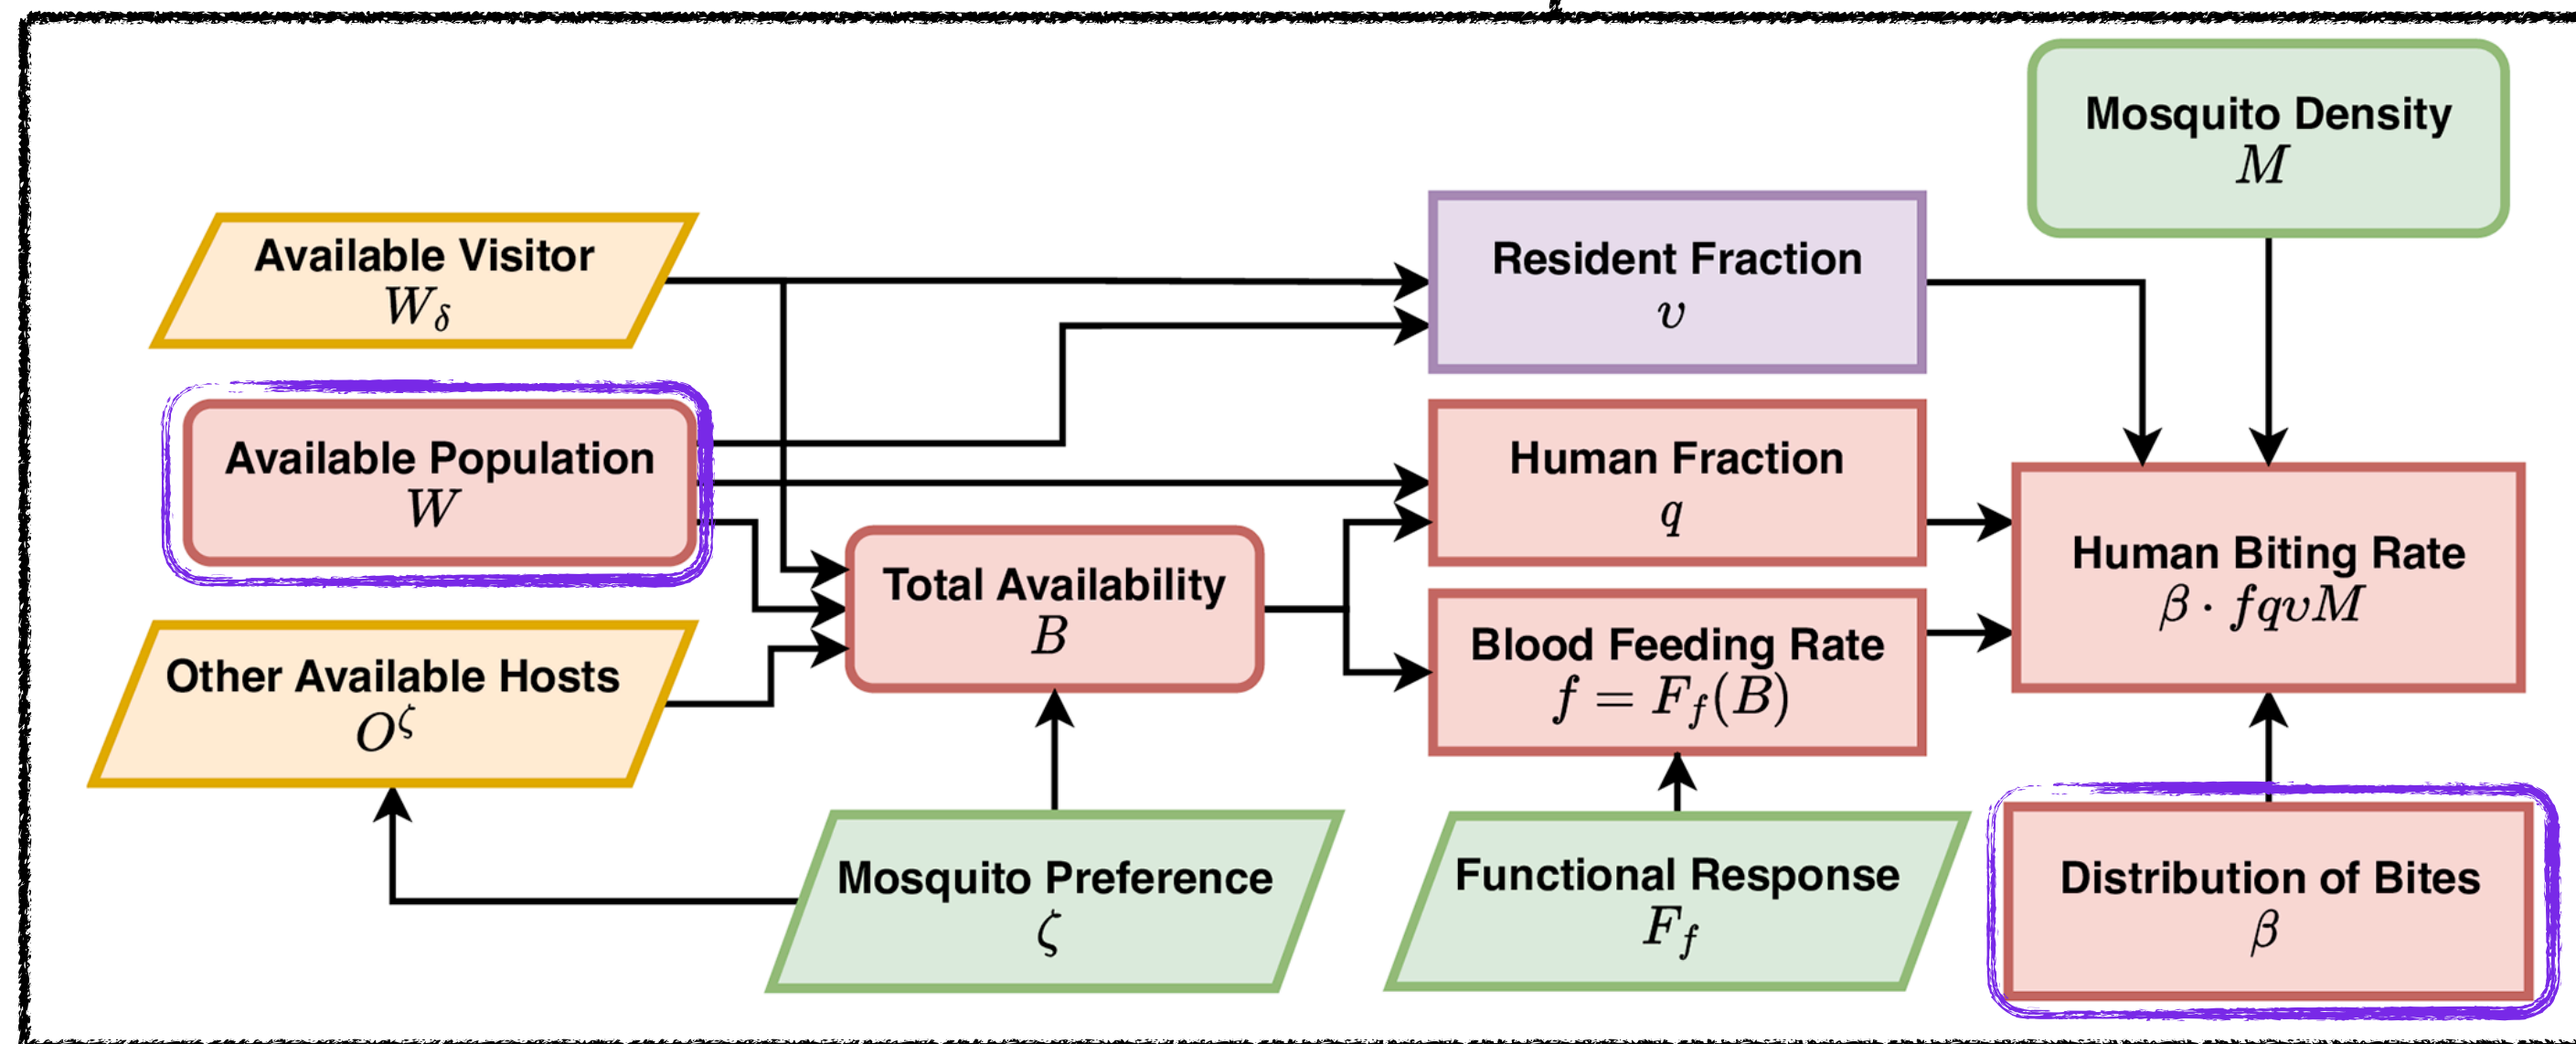 Mosquito Density
M
Available Visitor
W_δ
Resident Fraction
υ
Available Population
W
Human Fraction
q
Total Availability
B
Human Biting Rate
β · fqυM
Other Available Hosts
O^ζ
Blood Feeding Rate
f = F_f(B)
Mosquito Preference
ζ
Functional Response
F_f
Distribution of Bites
β